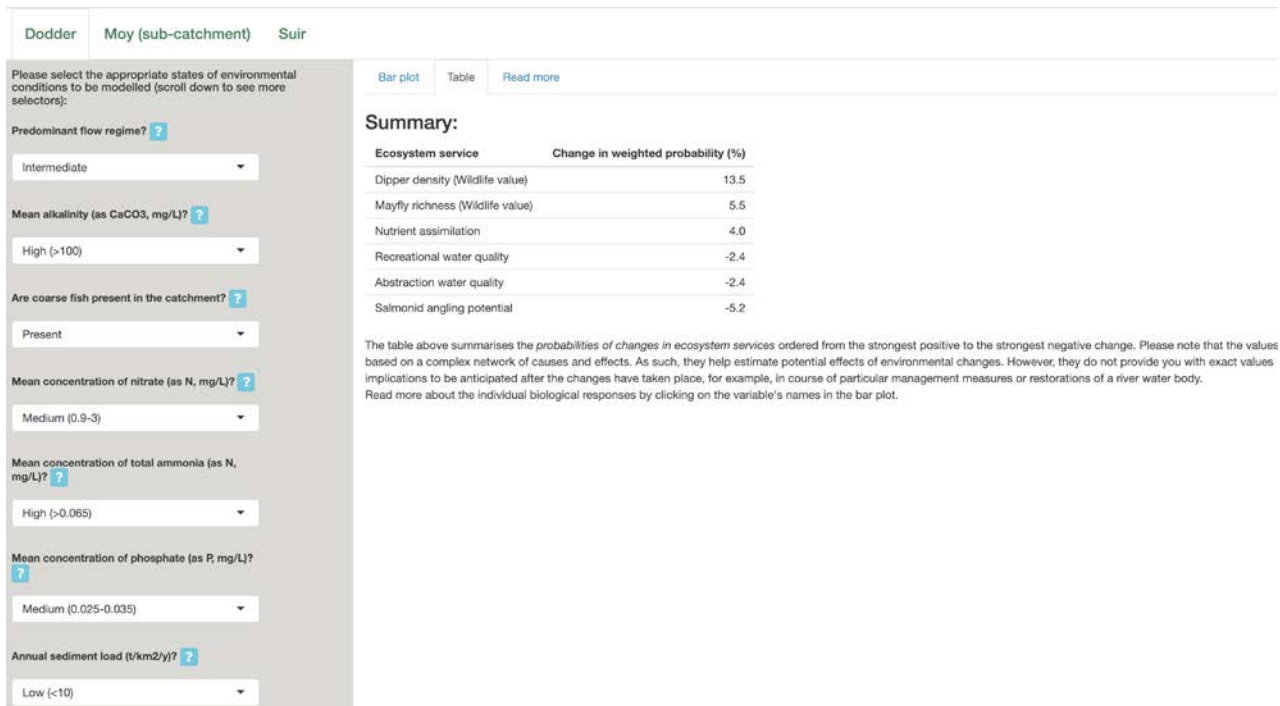 Dodder Moy (sub-catchment) Suir
Please select the appropriate states of environmental
conditions to be modelled (scroll down to see more
selectors):
Predominant flow regime? ?
Intermediate
Mean alkalinity (as CaCO3, mg/L)? ?
High (>100)
Are coarse fish present in the catchment? ?
Present
Mean concentration of nitrate (as N, mg/L)? ?
Medium (0.9-3)
Mean concentration of total ammonia (as N,
mg/L)? ?
High (>0.065)
Mean concentration of phosphate (as P, mg/L)?
?
Medium (0.025-0.035)
Annual sediment load (t/km2/y)? ?
Low (<10)
Bar plot Table Read more
Summary:
Ecosystem service Change in weighted probability (%)
Dipper density (Wildlife value) 13.5
Mayfly richness (Wildlife value) 5.5
Nutrient assimilation 4.0
Recreational water quality -2.4
Abstraction water quality -2.4
Salmonid angling potential -5.2
The table above summarises the probabilities of changes in ecosystem services ordered from the strongest positive to the strongest negative change. Please note that the values
based on a complex network of causes and effects. As such, they help estimate potential effects of environmental changes. However, they do not provide you with exact values
implications to be anticipated after the changes have taken place, for example, in course of particular management measures or restorations of a river water body.
Read more about the individual biological responses by clicking on the variable's names in the bar plot.